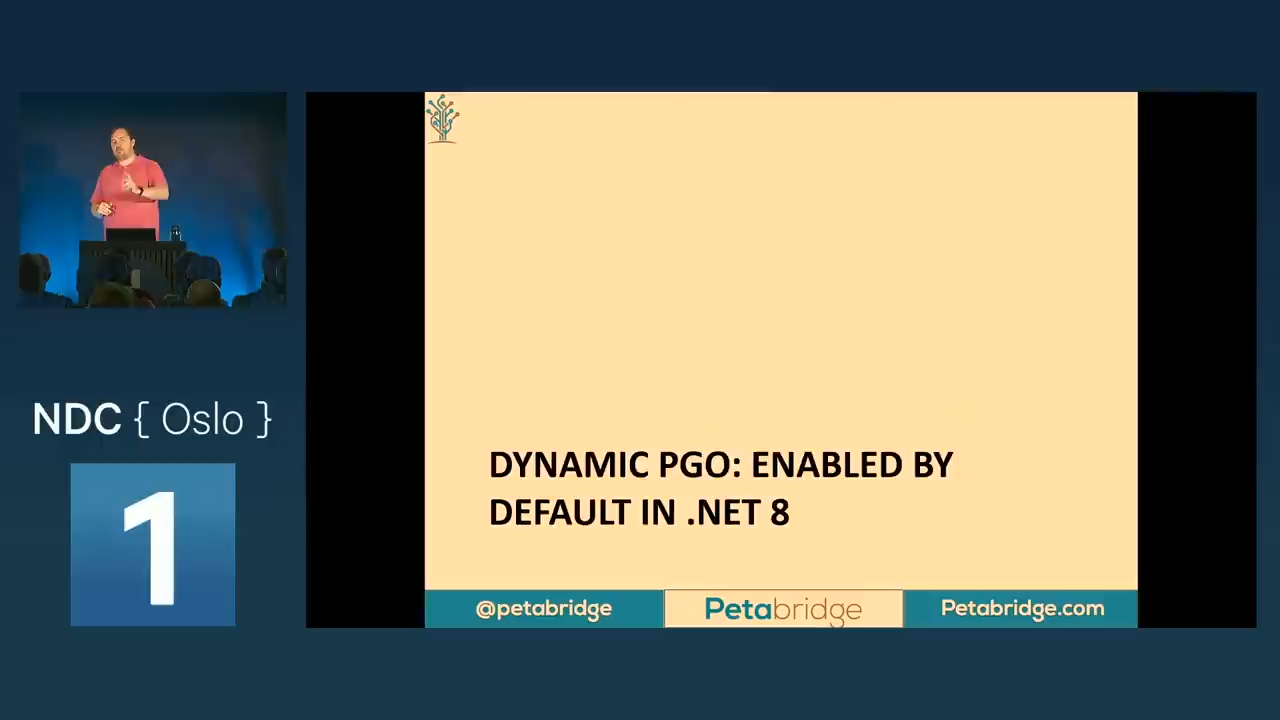 NDC { Oslo }
1
DYNAMIC PGO: ENABLED BY
DEFAULT IN .NET 8
@petabridge
Petabridge
Petabridge.com